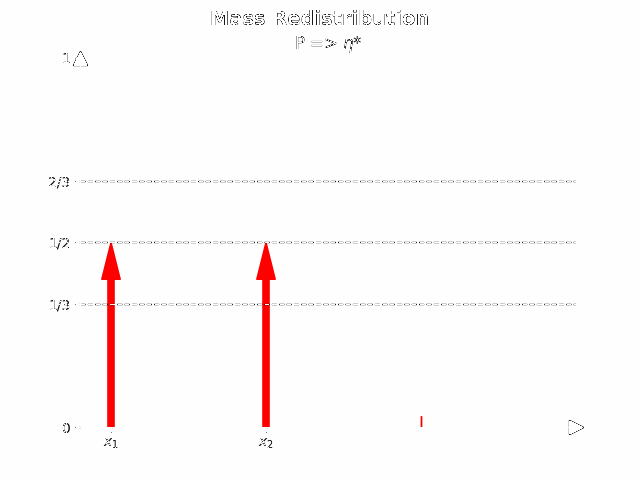 Mass Redistribution
P => η*
1
2/3
1/2
1/3
0
x₁ x₂